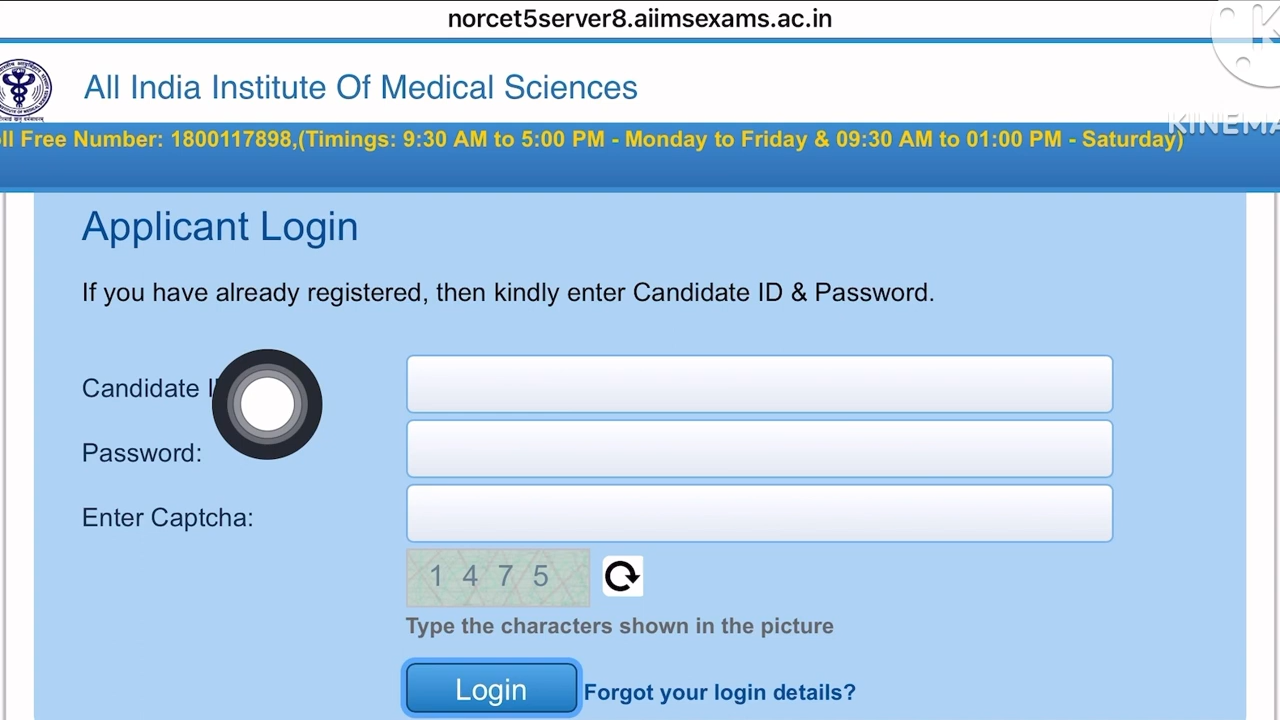 norcet5server8.aiimsexams.ac.in
All India Institute Of Medical Sciences
Free Number: 1800117898,(Timings: 9:30 AM to 5:00 PM - Monday to Friday & 09:30 AM to 01:00 PM - Saturday)
Applicant Login
If you have already registered, then kindly enter Candidate ID & Password.
Candidate
Password:
Enter Captcha:
1 4 7 5
Type the characters shown in the picture
Login Forgot your login details?